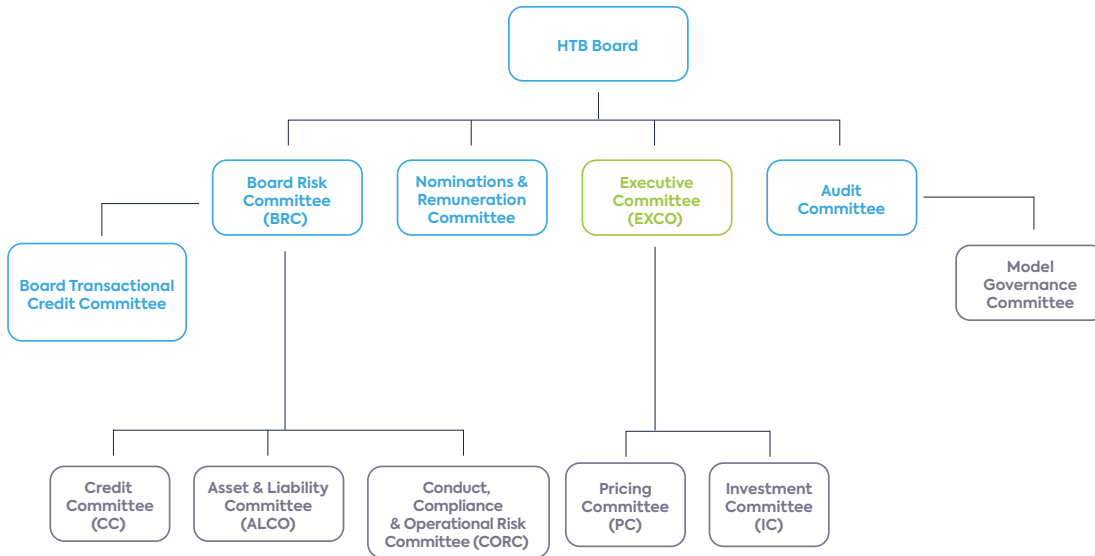 HTB Board
Board Risk
Committee
(BRC)
Nominations &
Remuneration
Committee
Executive
Committee
(EXCO)
Audit
Committee
Board Transactional
Credit Committee
Model
Governance
Committee
Credit
Committee
(CC)
Asset & Liability
Committee
(ALCO)
Conduct,
Compliance
& Operational Risk
Committee (CORC)
Pricing
Committee
(PC)
Investment
Committee
(IC)